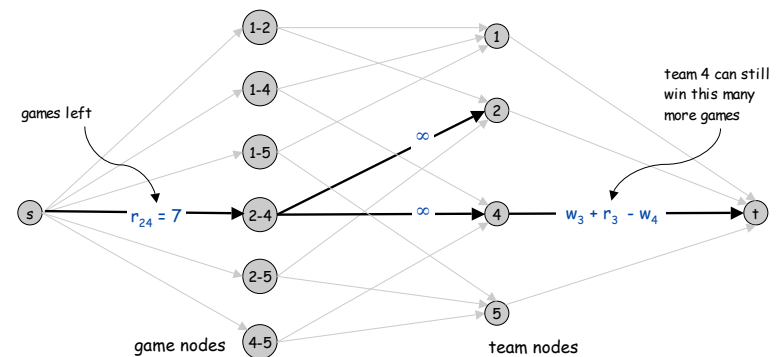 1-2
1
team 4 can still
win this many
more games
1-4
games left
2
∞
1-5
s
r24 = 7
2-4
∞
4
w3 + r3 - w4
t
2-5
5
4-5
game nodes
team nodes